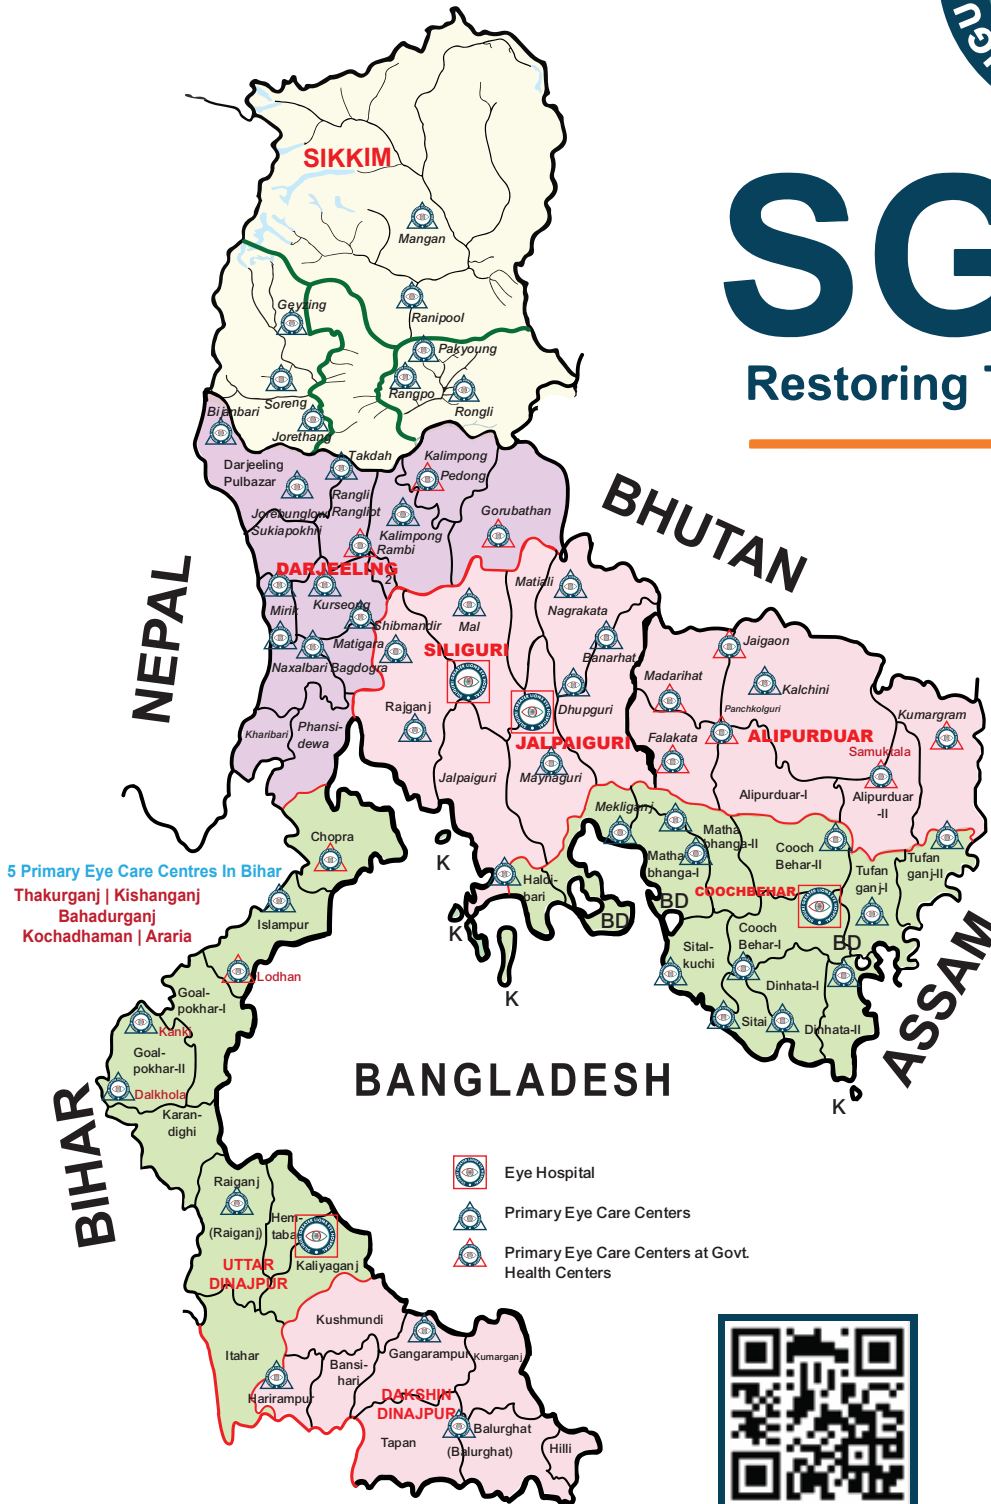 SIKKIM
Mangan
Geyzing
Ranipool
Pakyoung
Rangpo
Soreng
Rongli
Jorethang
Bijanbari
Takdah
Kalimpong
Darjeeling
Pulbazar
Pedong
Rangli
Rangliot
Jorebunglow
Sukiapokhri
Gorubathan
Kalimpong
Rambi
DARJEELING
2
Mirik
Kurseong
Shibmandir
Matigara
Naxalbari
Bagdogra
Kharibari
Phansi-
dewa
NEPAL
BHUTAN
SG
Restoring
Matiali
Nagrakata
Mal
Banarhat
SILIGURI
Rajganj
Dhupguri
JALPAIGURI
Jalpaiguri
Maynaguri
Jaigaon
Madarihat
Kalchini
Panchkolguri
Kumargram
Falakata
ALIPURDUAR
Samuktala
Alipurduar-I
Alipurduar
-II
Mekliganj
Matha
bhanga-II
Matha
bhanga-I
Cooch
Behar-II
Tufan
ganj-II
Tufan
ganj-I
Haldi-
bari
COOCHBEHAR
BD
BD
Cooch
Behar-I
BD
Sital-
kuchi
Dinhata-I
Sitai
Dinhata-II
K
K
K
K
ASSAM
Chopra
5 Primary Eye Care Centres In Bihar
Thakurganj | Kishanganj
Bahadurganj
Kochadhaman | Araria
Islampur
Lodhan
Goal-
pokhar-I
Kanki
Goal-
pokhar-II
Dalkhola
Karan-
dighi
BIHAR
BANGLADESH
Raiganj
(Raiganj)
Hem-
taba
Kaliyaganj
UTTAR
DINAJPUR
Itahar
Kushmundi
Gangarampur
Kumarganj
Bansi-
hari
Harirampur
DAKSHIN
DINAJPUR
Tapan
Balurghat
(Balurghat)
Hilli
Eye Hospital
Primary Eye Care Centers
Primary Eye Care Centers at Govt.
Health Centers